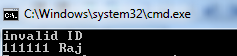 C:\Windows\system32\cmd.exe
invalid ID
111111 Raj